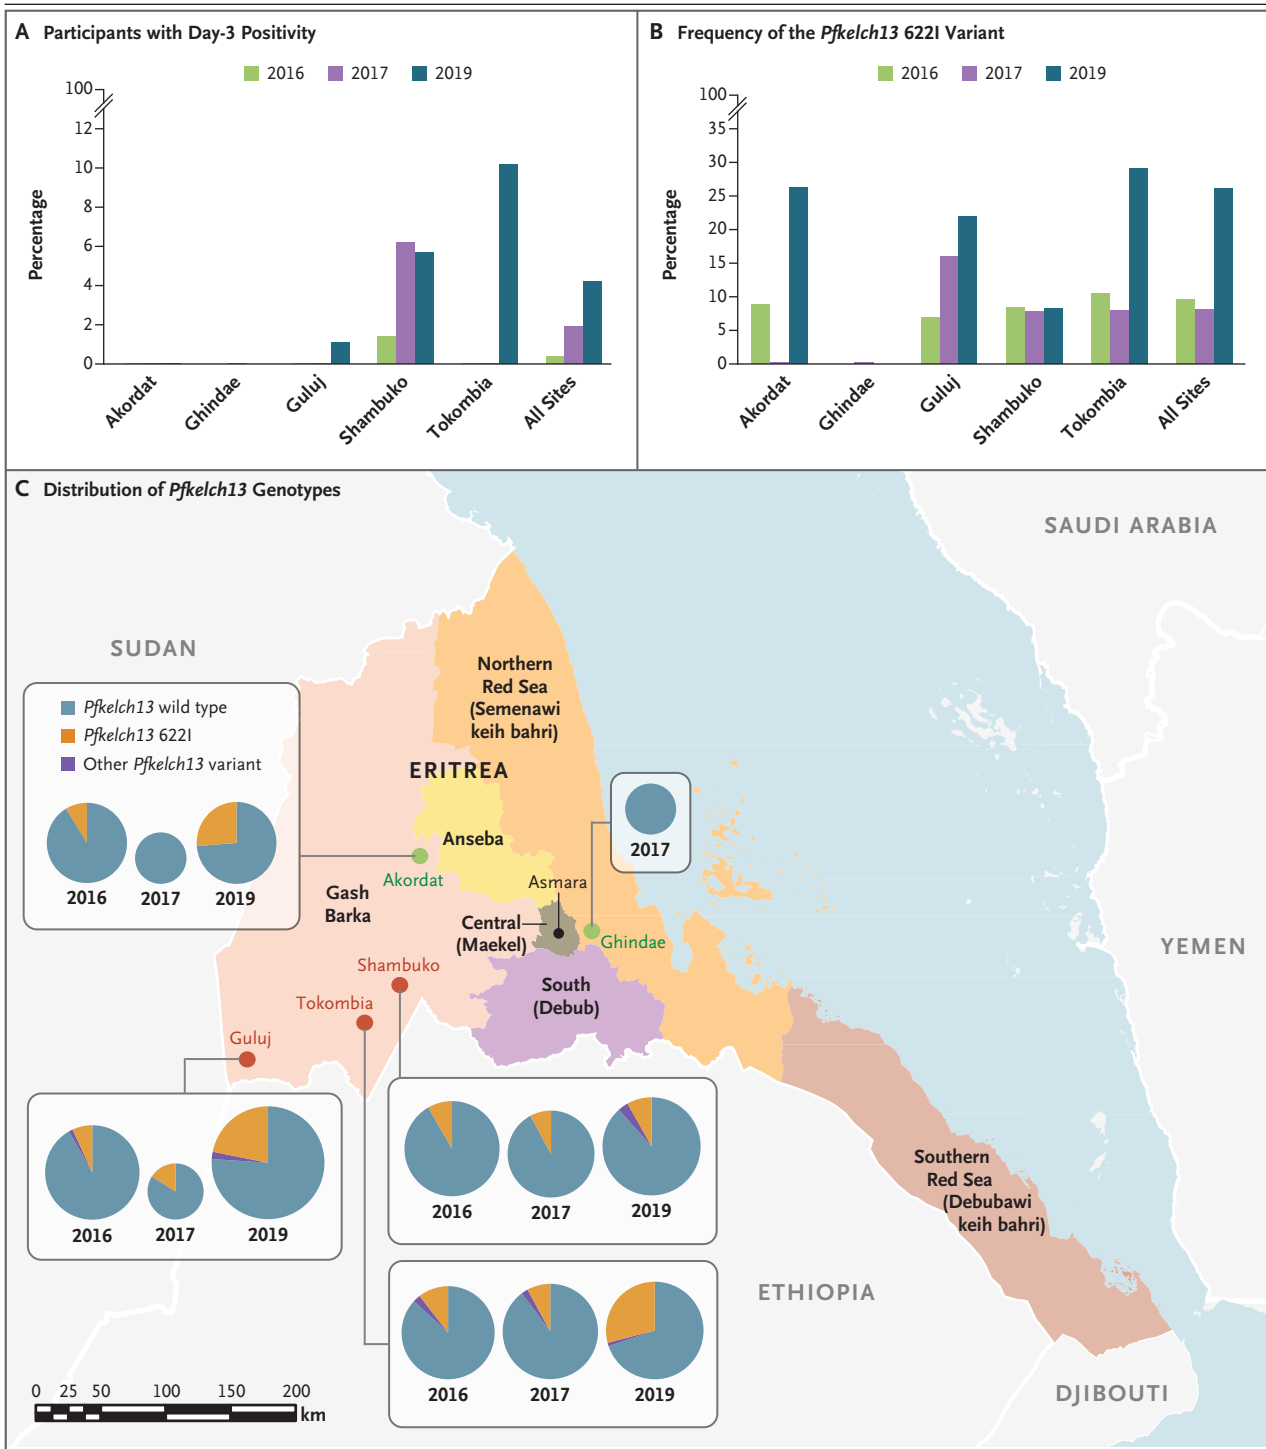 A Participants with Day-3 Positivity
2016 2017 2019
100
12
10
8
6
4
2
0
Percentage
Akordat
Ghindae
Guluj
Shambuko
Tokombia
All Sites
B Frequency of the Pfkelch13 622I Variant
2016 2017 2019
100
35
30
25
20
15
10
5
0
Percentage
Akordat
Ghindae
Guluj
Shambuko
Tokombia
All Sites
C Distribution of Pfkelch13 Genotypes
SAUDI ARABIA
SUDAN
Northern
Red Sea
(Semenawi
keih bahri)
Pfkelch13 wild type
Pfkelch13 622I
Other Pfkelch13 variant
2016 2017 2019
ERITREA
Anseba
2017
Akordat
Asmara
Gash
Barka
Central
(Maekel)
Ghindae
YEMEN
Shambuko
South
(Debub)
Tokombia
Guluj
2016 2017 2019
2016 2017 2019
Southern
Red Sea
(Debubawi
keih bahri)
ETHIOPIA
2016 2017 2019
DJIBOUTI
0 25 50 100 150 200
km